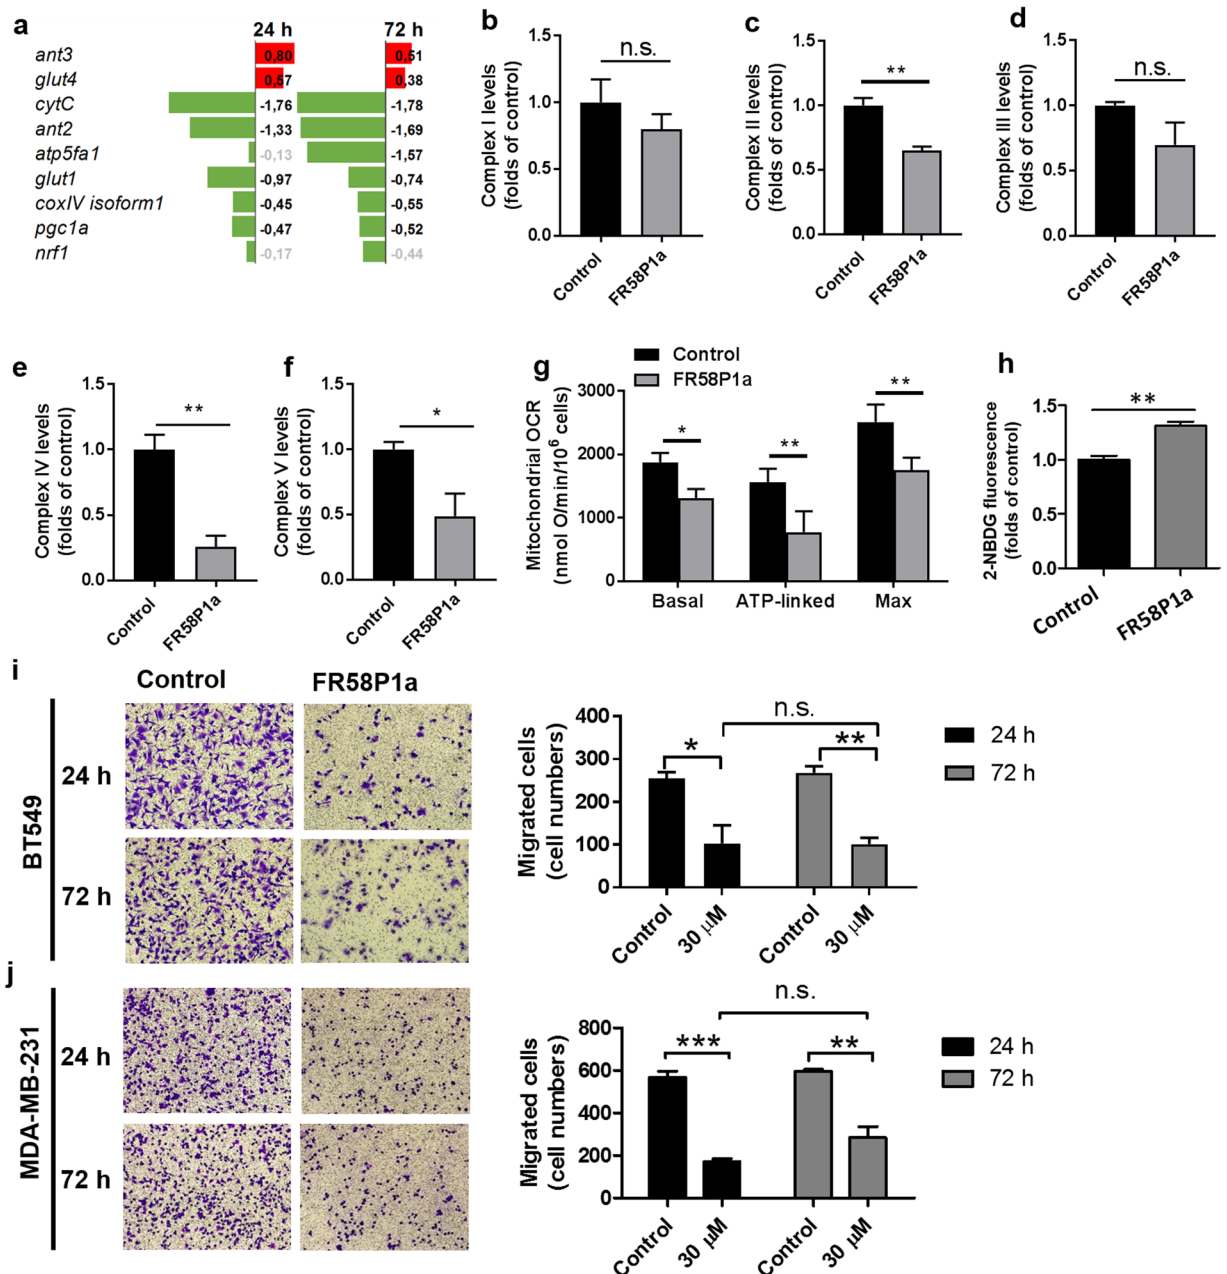 a
24 h 72 h
ant3 0,80 0,51
glut4 0,57 0,38
cytC -1,76 -1,78
ant2 -1,33 -1,69
atp5fa1 -0,13 -1,57
glut1 -0,97 -0,74
coxIV isoform1 -0,45 -0,55
pgc1a -0,47 -0,52
nrf1 -0,17 -0,44
b
Complex I levels
(folds of control)
1.5
1.0
0.5
0.0
n.s.
Control
FR58P1a
c
Complex II levels
(folds of control)
1.5
1.0
0.5
0.0
**
Control
FR58P1a
d
Complex III levels
(folds of control)
1.5
1.0
0.5
0.0
n.s.
Control
FR58P1a
e
Complex IV levels
(folds of control)
1.5
1.0
0.5
0.0
**
Control
FR58P1a
f
Complex V levels
(folds of control)
1.5
1.0
0.5
0.0
*
Control
FR58P1a
g
Control
FR58P1a
Mitochondrial OCR
(nmol O/min/10⁶ cells)
3000
2000
1000
0
*
**
**
Basal ATP-linked Max
h
2-NBDG fluorescence
(folds of control)
1.5
1.0
0.5
0.0
**
Control
FR58P1a
i
Control FR58P1a
BT549
24 h
72 h
Migrated cells
(cell numbers)
400
300
200
100
0
n.s.
*
**
Control
30 µM
Control
30 µM
24 h
72 h
j
MDA-MB-231
24 h
72 h
Migrated cells
(cell numbers)
800
600
400
200
0
n.s.
***
**
Control
30 µM
Control
30 µM
24 h
72 h